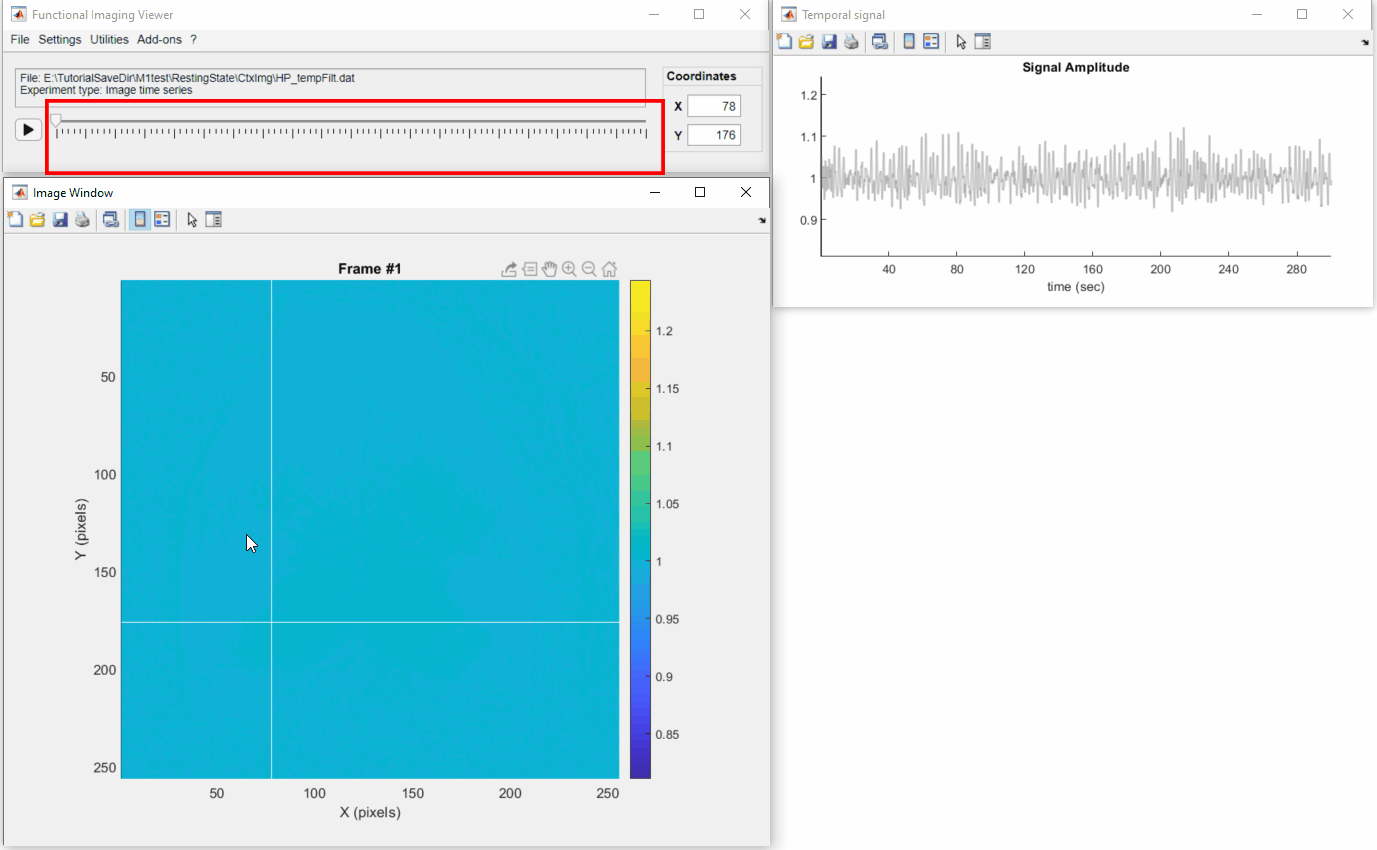 Functional Imaging Viewer
File Settings Utilities Add-ons ?
File: E:\TutorialSaveDir\M1test\RestingState\CtxImg\HP_tempFilt.dat
Experiment type: Image time series
Coordinates
X 78
Y 176
Temporal signal
Signal Amplitude
1.2
1.1
1
0.9
40 80 120 160 200 240 280
time (sec)
Image Window
Frame #1
50
100
150
200
250
Y (pixels)
50 100 150 200 250
X (pixels)
1.2
1.15
1.1
1.05
1
0.95
0.9
0.85